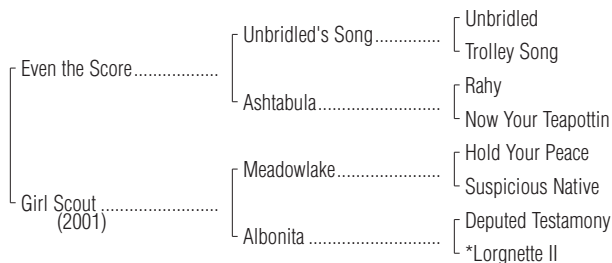 Unbridled
Unbridled's Song
Trolley Song
Even the Score
Rahy
Ashtabula
Now Your Teapottin
Hold Your Peace
Meadowlake
Suspicious Native
Girl Scout
(2001)
Deputed Testamony
Albonita
*Lorgnette II